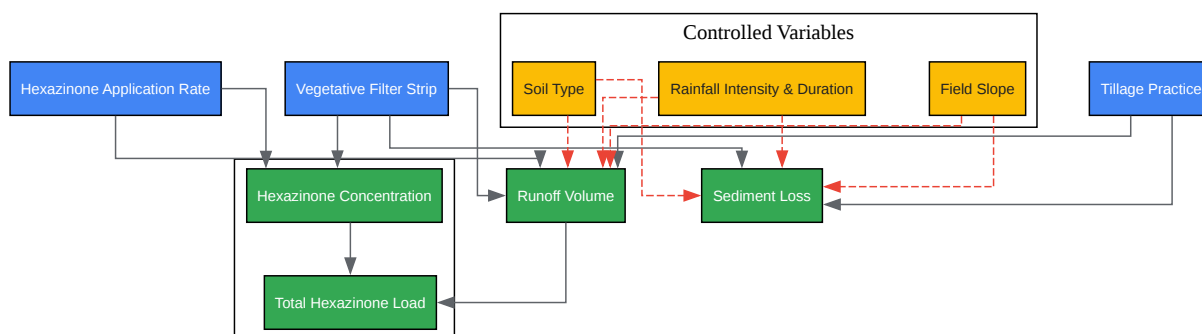 Controlled Variables
Hexazinone Application Rate
Vegetative Filter Strip
Soil Type
Rainfall Intensity & Duration
Field Slope
Tillage Practice
Hexazinone Concentration
Runoff Volume
Sediment Loss
Total Hexazinone Load